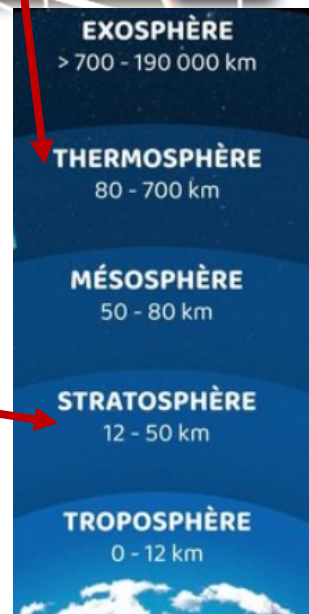 EXOSPHÈRE
> 700 - 190 000 km
THERMOSPHÈRE
80 - 700 km
MÉSOSPHÈRE
50 - 80 km
STRATOSPHÈRE
12 - 50 km
TROPOSPHÈRE
0 - 12 km